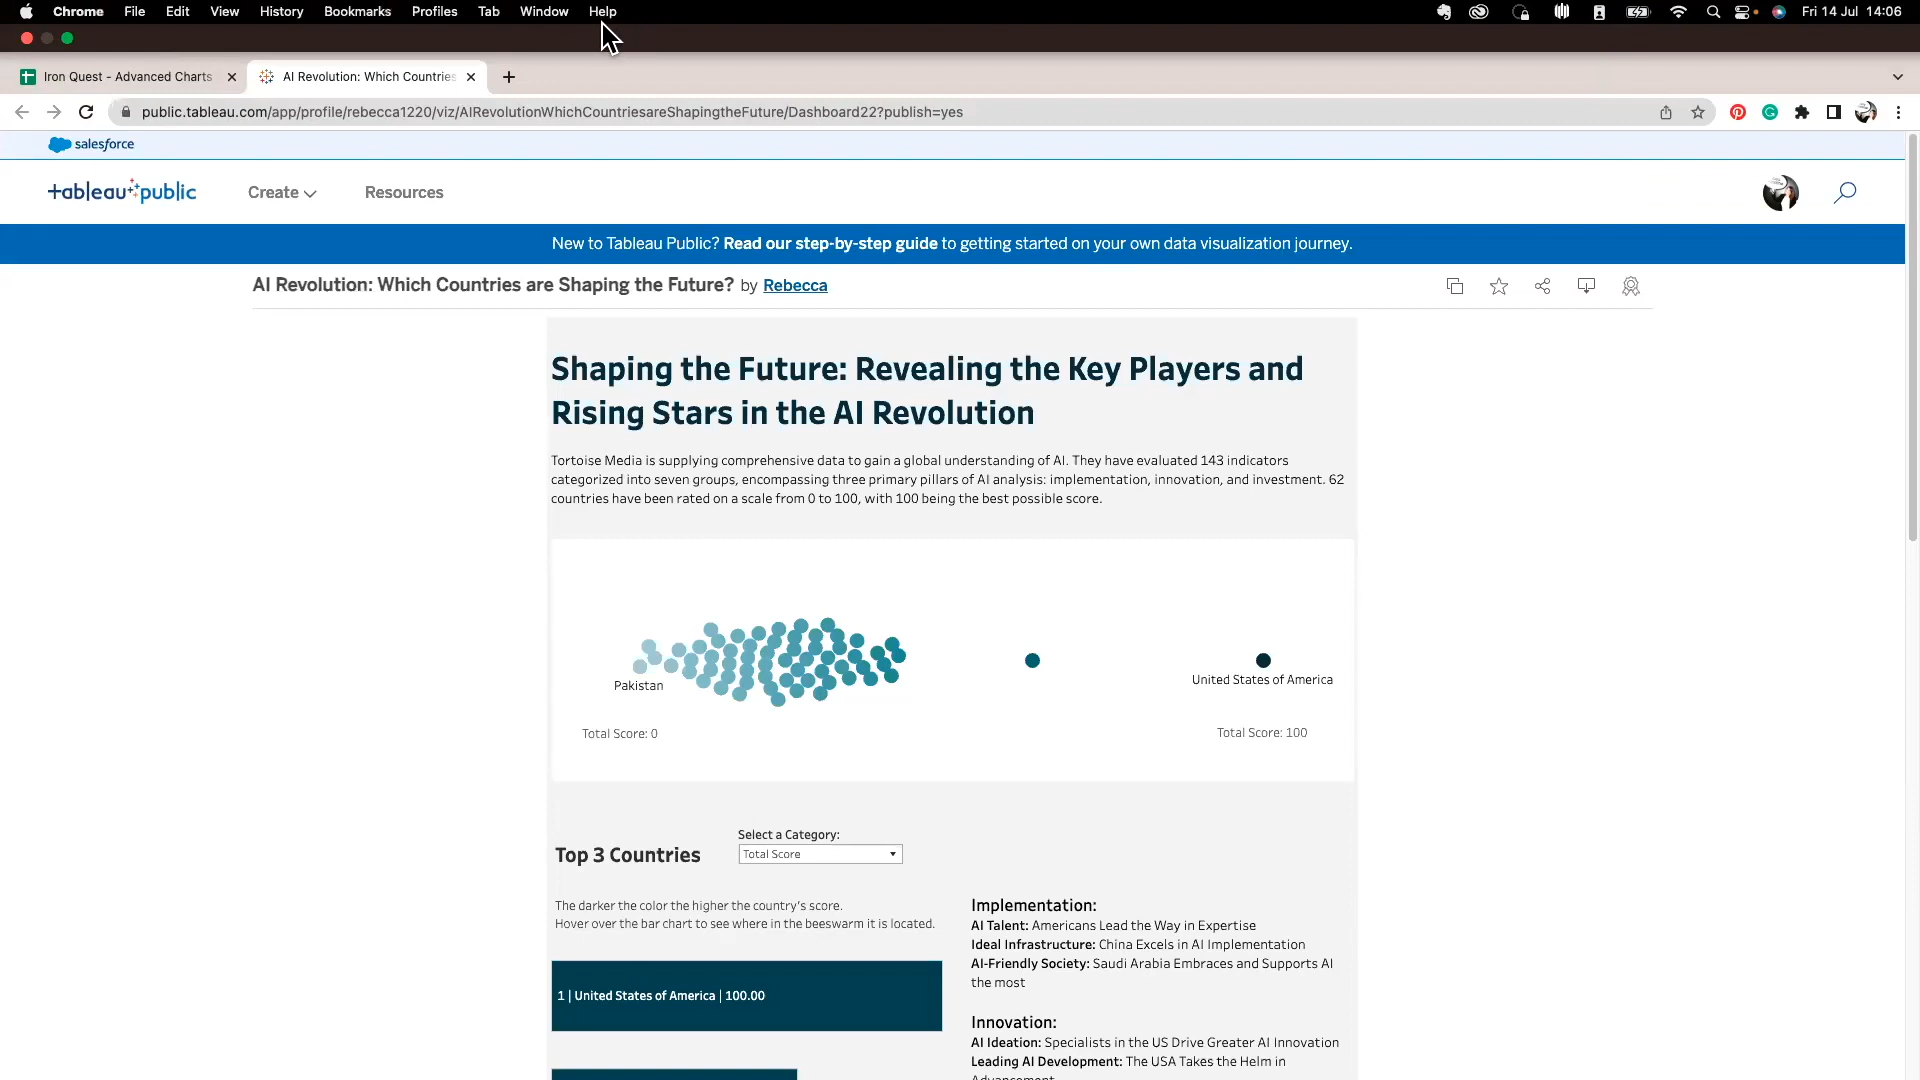 Chrome File Edit View History Bookmarks Profiles Tab Window Help Fri 14 Jul 14:06
Iron Quest - Advanced Charts AI Revolution: Which Countries
public.tableau.com/app/profile/rebecca1220/viz/AIRevolutionWhichCountriesareShapingtheFuture/Dashboard22?publish=yes
salesforce
tableau public Create Resources
New to Tableau Public? Read our step-by-step guide to getting started on your own data visualization journey.
AI Revolution: Which Countries are Shaping the Future? by Rebecca
Shaping the Future: Revealing the Key Players and
Rising Stars in the AI Revolution
Tortoise Media is supplying comprehensive data to gain a global understanding of AI. They have evaluated 143 indicators
categorized into seven groups, encompassing three primary pillars of AI analysis: implementation, innovation, and investment. 62
countries have been rated on a scale from 0 to 100, with 100 being the best possible score.
Pakistan
United States of America
Total Score: 0
Total Score: 100
Select a Category:
Top 3 Countries
Total Score
The darker the color the higher the country's score.
Hover over the bar chart to see where in the beeswarm it is located.
1 | United States of America | 100.00
Implementation:
AI Talent: Americans Lead the Way in Expertise
Ideal Infrastructure: China Excels in AI Implementation
AI-Friendly Society: Saudi Arabia Embraces and Supports AI
the most
Innovation:
AI Ideation: Specialists in the US Drive Greater AI Innovation
Leading AI Development: The USA Takes the Helm in
Advancement